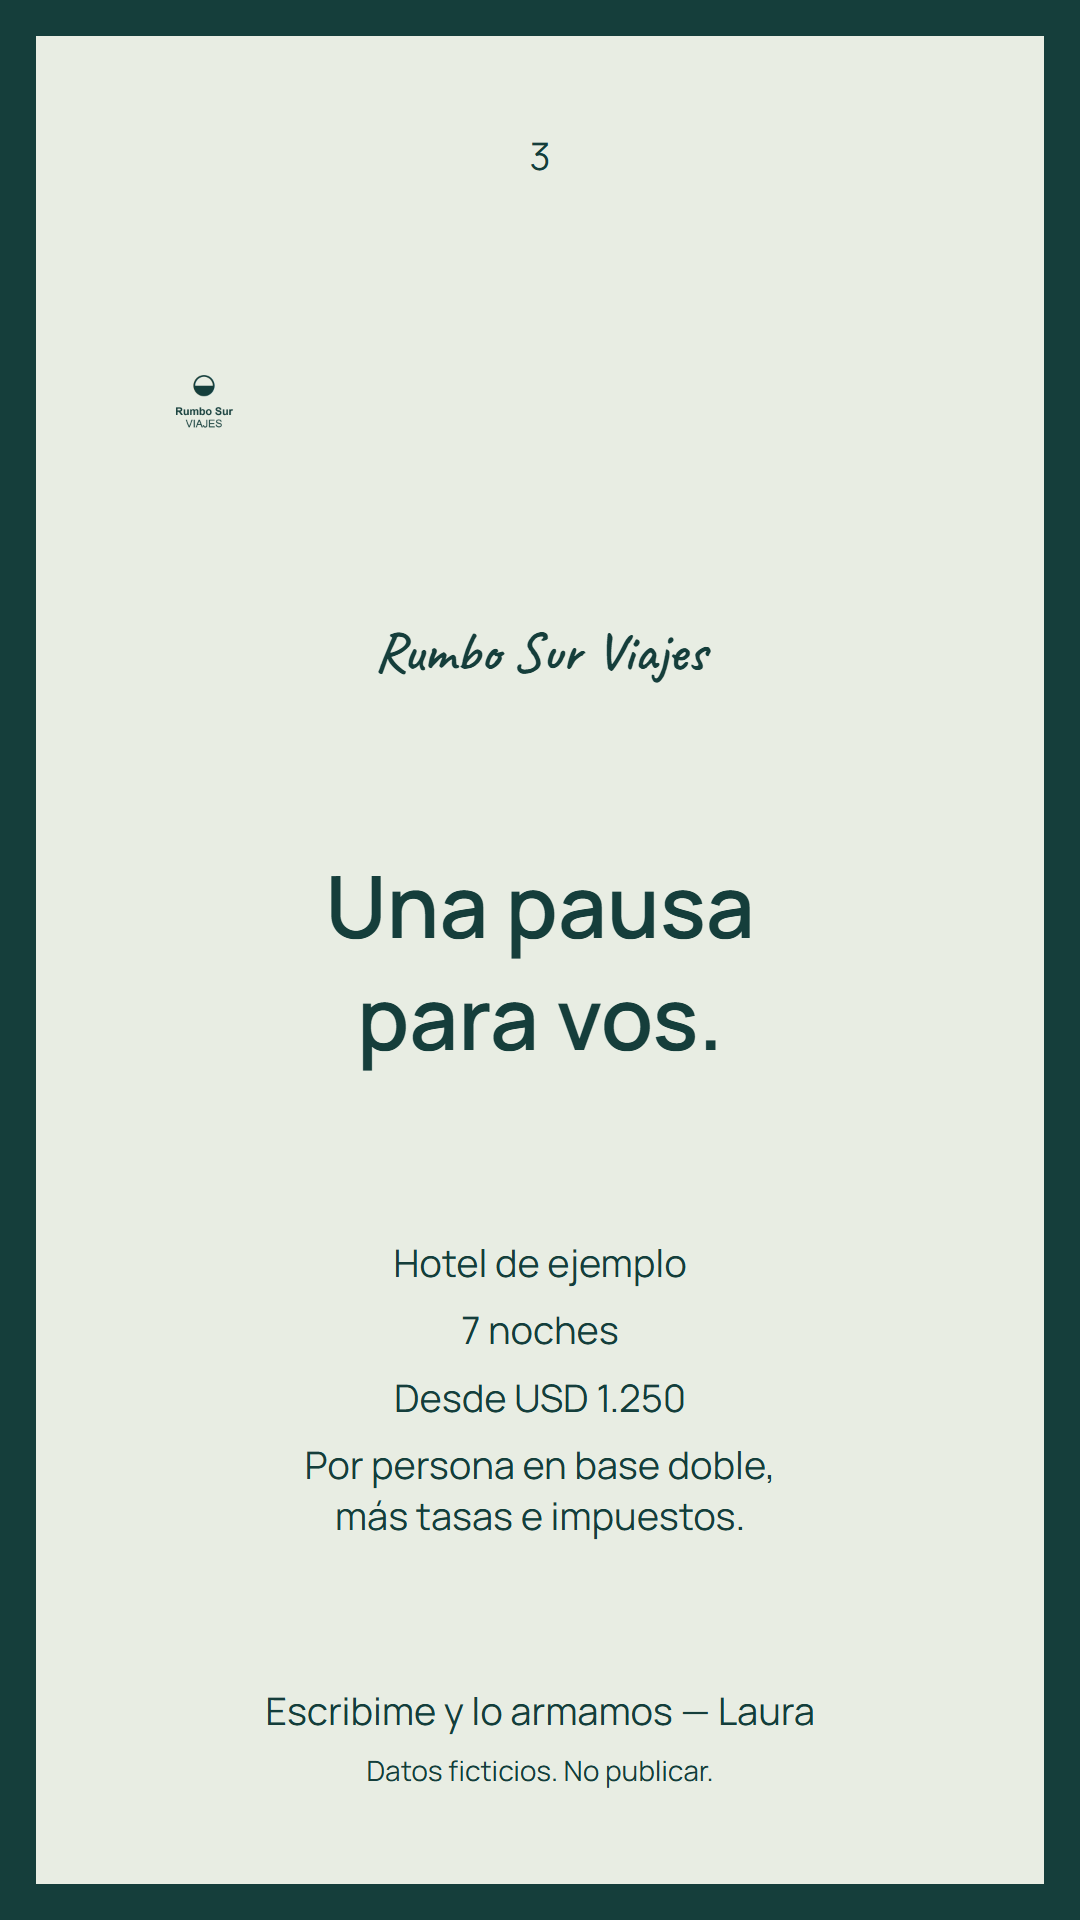 3
Rumbo Sur
VIAJES
Rumbo Sur Viajes
Una pausa
para vos.
Hotel de ejemplo
7 noches
Desde USD 1.250
Por persona en base doble,
más tasas e impuestos.
Escribime y lo armamos — Laura
Datos ficticios. No publicar.